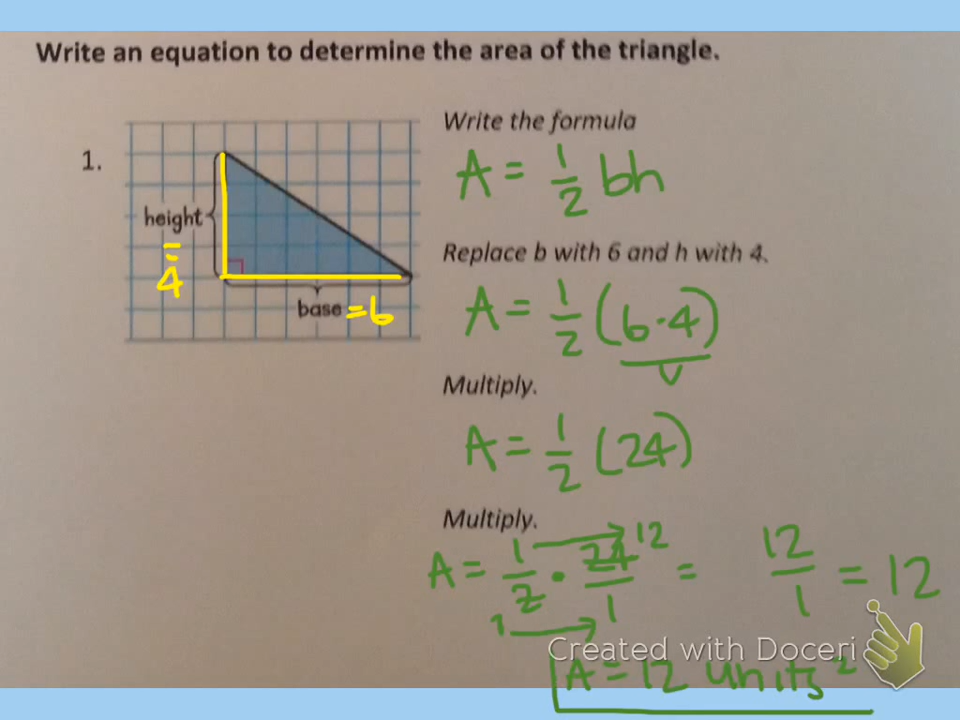 Write an equation to determine the area of the triangle.
1.
height
= 4
base = 6
Write the formula
A = 1/2 bh
Replace b with 6 and h with 4.
A = 1/2 (6·4)
Multiply.
A = 1/2 (24)
Multiply.
A = 1/2 · 24/1 = 12/1 = 12
12
1
Created with Doceri
A = 12 units²